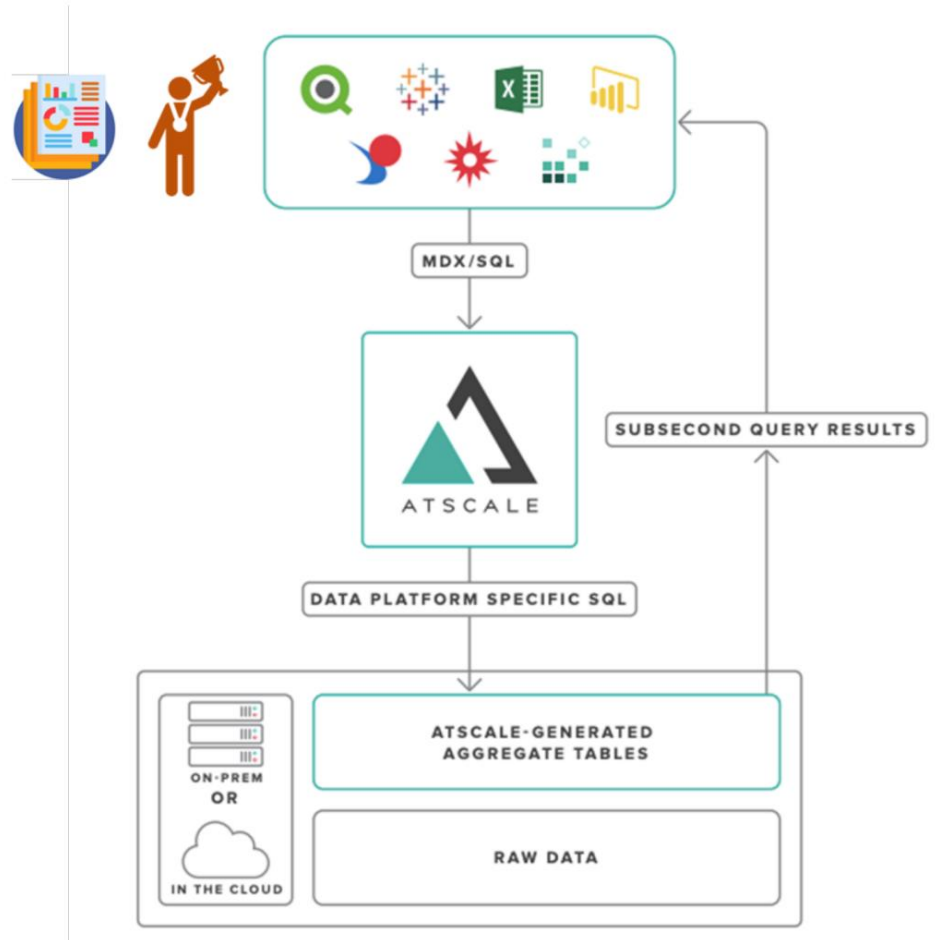 X
MDX/SQL
ATSCALE
SUBSECOND QUERY RESULTS
DATA PLATFORM SPECIFIC SQL
ON-PREM
OR
IN THE CLOUD
ATSCALE-GENERATED
AGGREGATE TABLES
RAW DATA